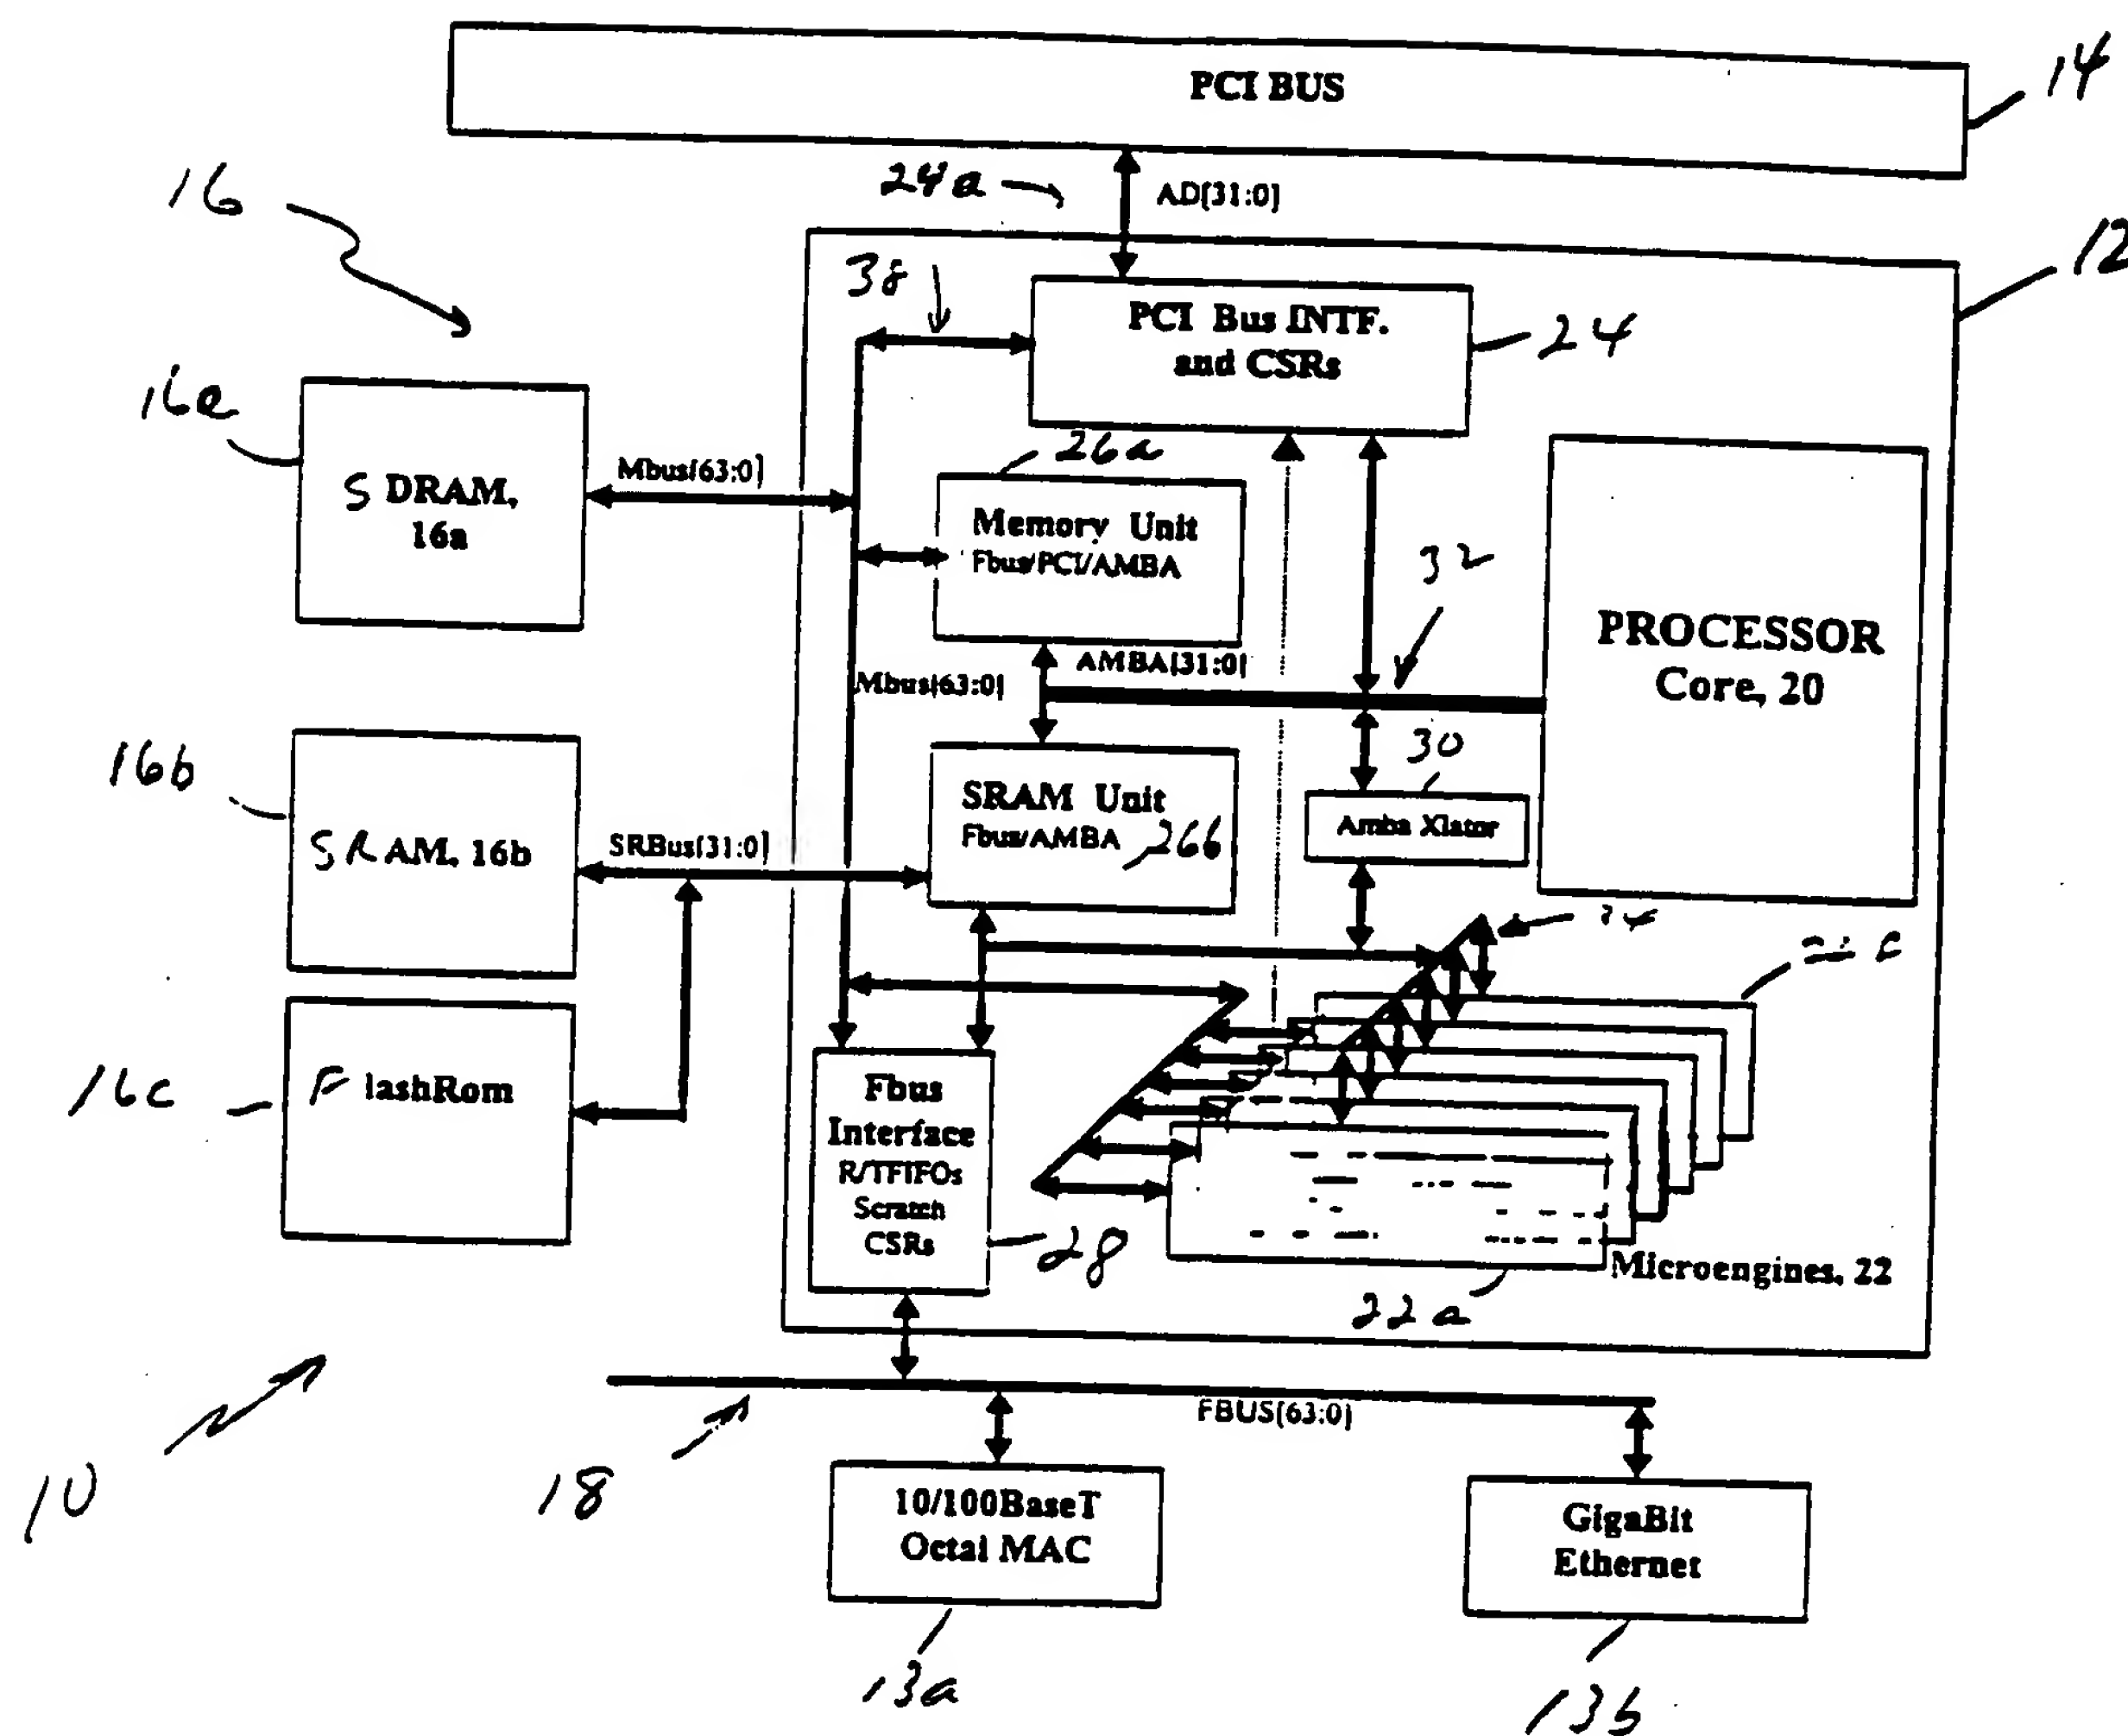 PCI BUS
14
24a
AD[31:0]
16
12
38
PCI Bus INTF.
and CSRs
24
16a
S DRAM,
16a
Mbus[63:0]
26a
Memory Unit
Fbus/PCI/AMBA
32
PROCESSOR
Core, 20
AMBA[31:0]
Mbus[63:0]
30
16b
SRAM, 16b
SRBus[31:0]
SRAM Unit
Fbus/AMBA
26b
Amba Xlator
16c
FlashRom
Fbus
Interface
R/TFIFOs
Scratch
CSRs
28
Microengines, 22
22a
10
18
FBUS[63:0]
10/100BaseT
Octal MAC
GigaBit
Ethernet
13a
13b